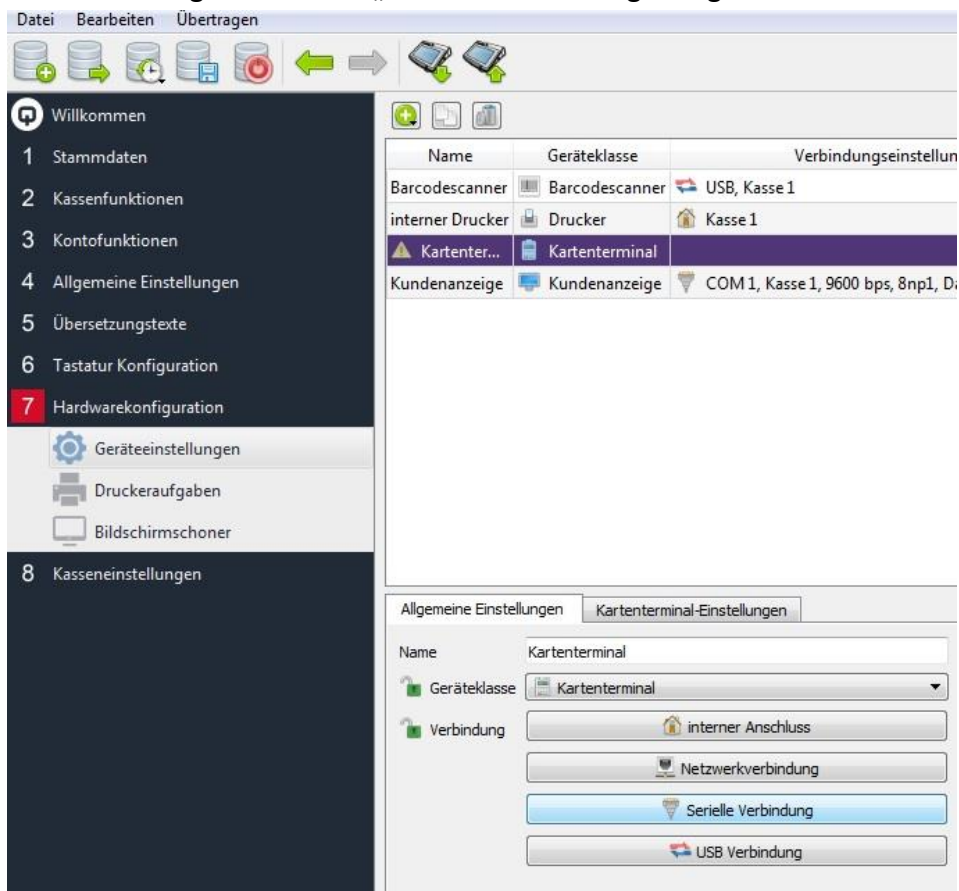 Datei Bearbeiten Übertragen
Willkommen
1 Stammdaten
2 Kassenfunktionen
3 Kontofunktionen
4 Allgemeine Einstellungen
5 Übersetzungstexte
6 Tastatur Konfiguration
7 Hardwarekonfiguration
Geräteeinstellungen
Druckeraufgaben
Bildschirmschoner
8 Kasseneinstellungen
Name Geräteklasse Verbindungseinstellun
Barcodescanner Barcodescanner USB, Kasse 1
interner Drucker Drucker Kasse 1
Kartenter... Kartenterminal
Kundenanzeige Kundenanzeige COM 1, Kasse 1, 9600 bps, 8np1, Da
Allgemeine Einstellungen Kartenterminal-Einstellungen
Name Kartenterminal
Geräteklasse Kartenterminal
Verbindung interner Anschluss
Netzwerkverbindung
Serielle Verbindung
USB Verbindung